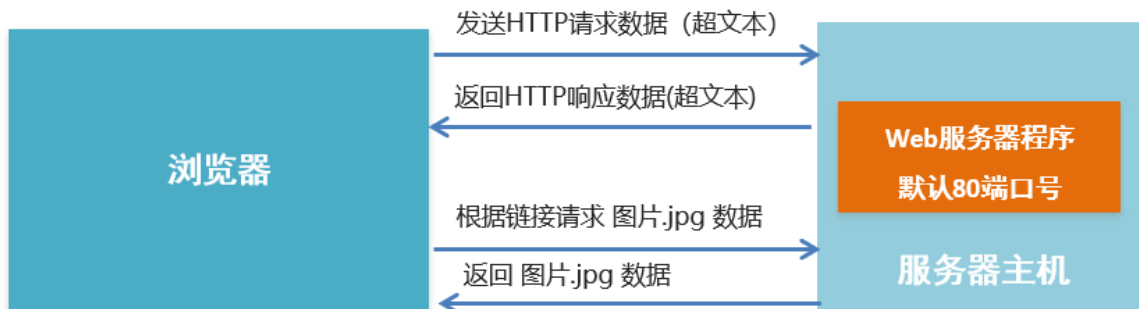 发送HTTP请求数据（超文本）
返回HTTP响应数据(超文本)
浏览器
Web服务器程序
默认80端口号
根据链接请求 图片.jpg 数据
返回 图片.jpg 数据
服务器主机